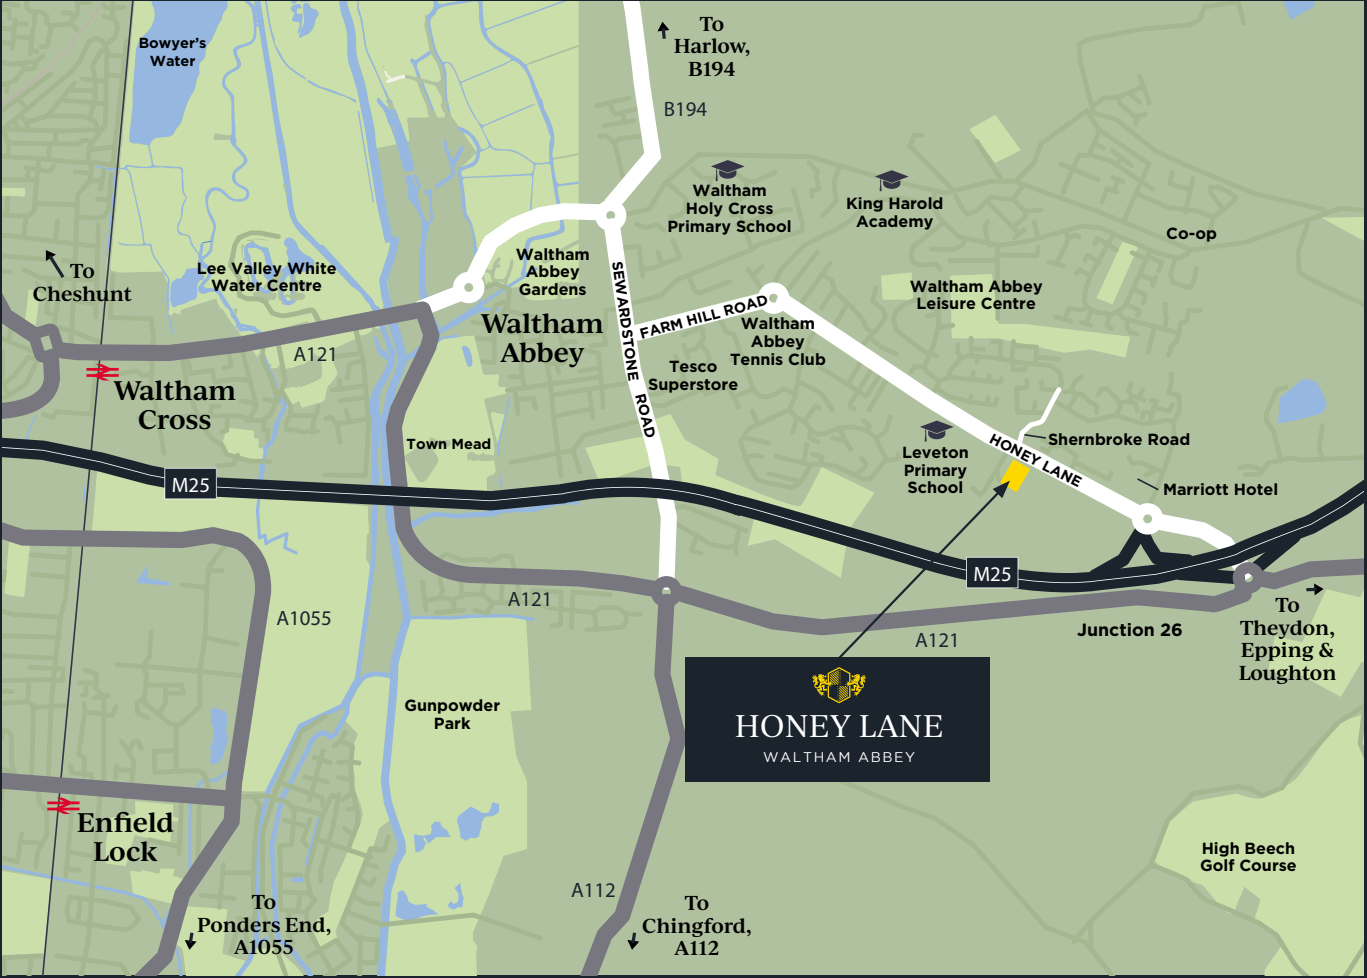 Bowyer's
Water
To
Harlow,
B194
B194
Waltham
Holy Cross
Primary School
King Harold
Academy
Co-op
To
Cheshunt
Lee Valley White
Water Centre
Waltham
Abbey
Gardens
Waltham Abbey
Leisure Centre
SEWARDSTONE ROAD
FARM HILL ROAD
Waltham
Abbey
Waltham
Abbey
Tennis Club
A121
Tesco
Superstore
Waltham
Cross
Town Mead
Leveton
Primary
School
HONEY LANE
Shernbroke Road
Marriott Hotel
M25
M25
A121
A1055
A121
Junction 26
To
Theydon,
Epping &
Loughton
HONEY LANE
WALTHAM ABBEY
Gunpowder
Park
Enfield
Lock
High Beech
Golf Course
A112
To
Ponders End,
A1055
To
Chingford,
A112